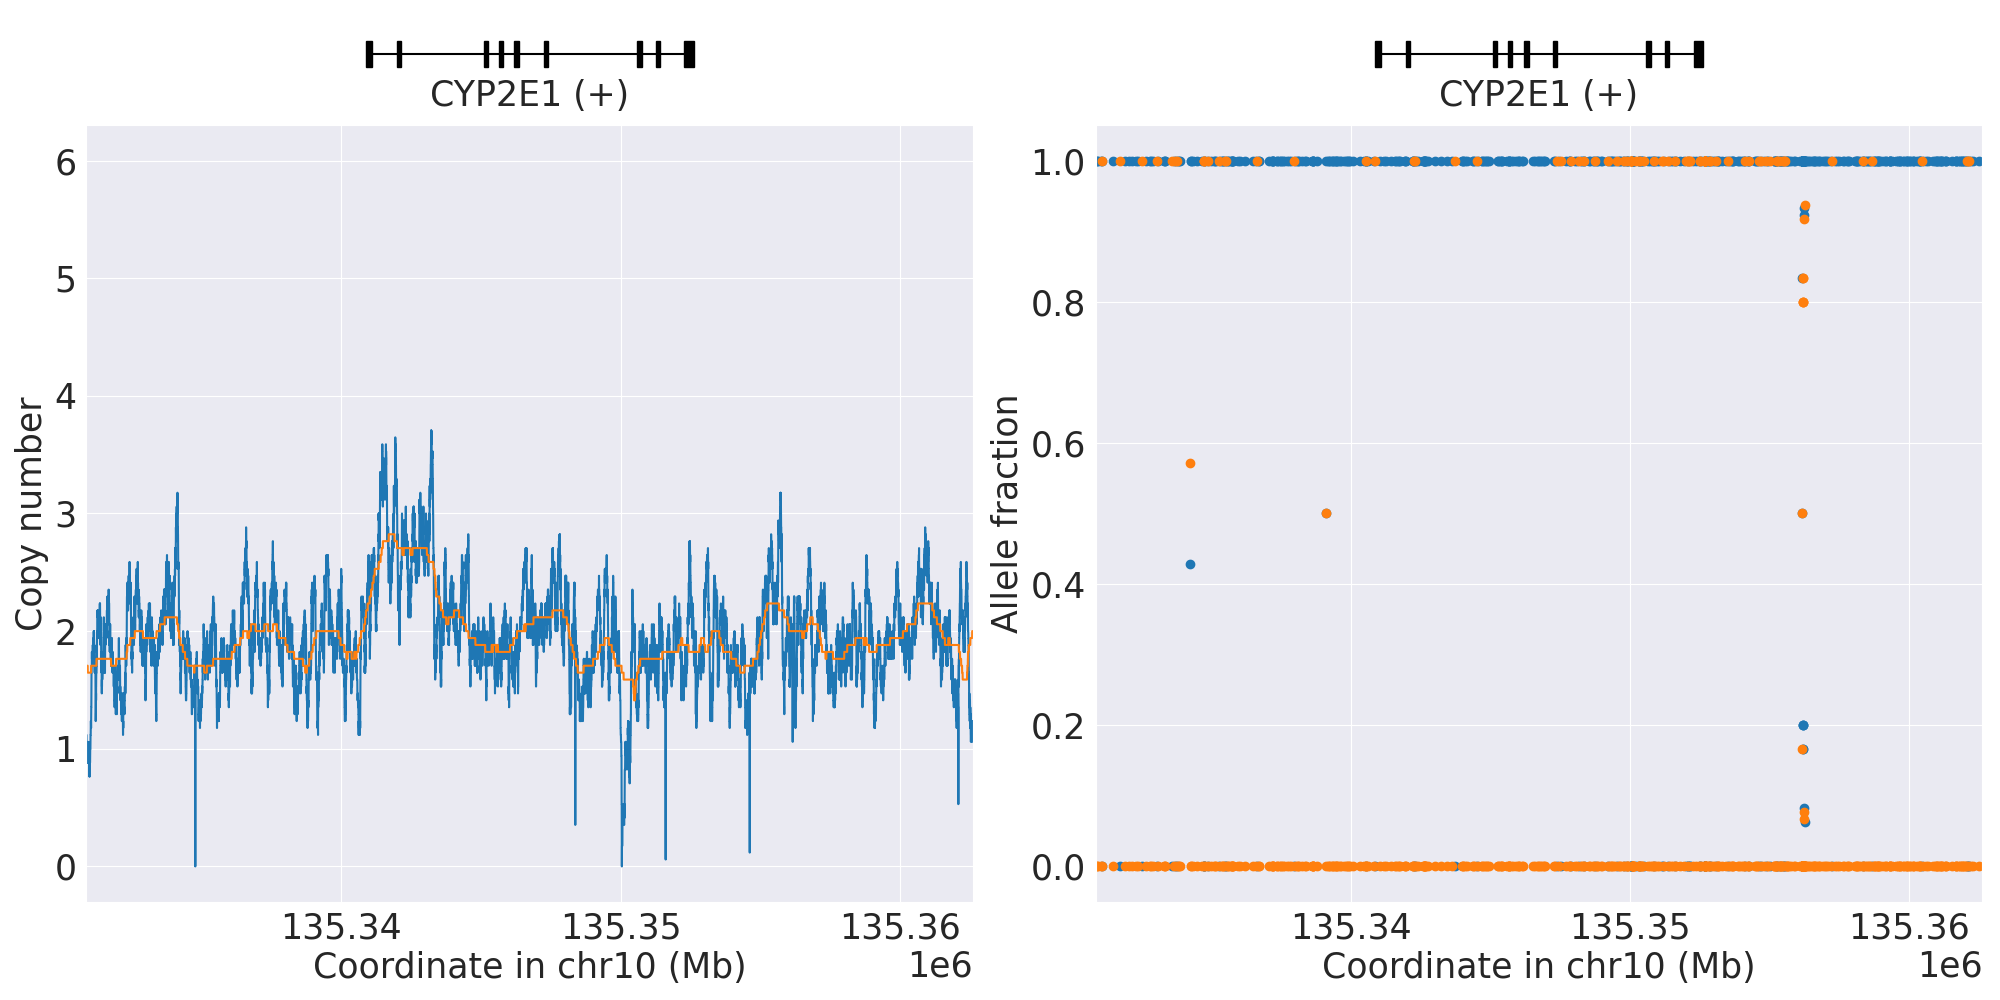 CYP2E1 (+)
CYP2E1 (+)
6
5
4
3
2
1
0
Copy number
135.34
135.35
135.36
Coordinate in chr10 (Mb)
1e6
1.0
0.8
0.6
0.4
0.2
0.0
Allele fraction
135.34
135.35
135.36
Coordinate in chr10 (Mb)
1e6